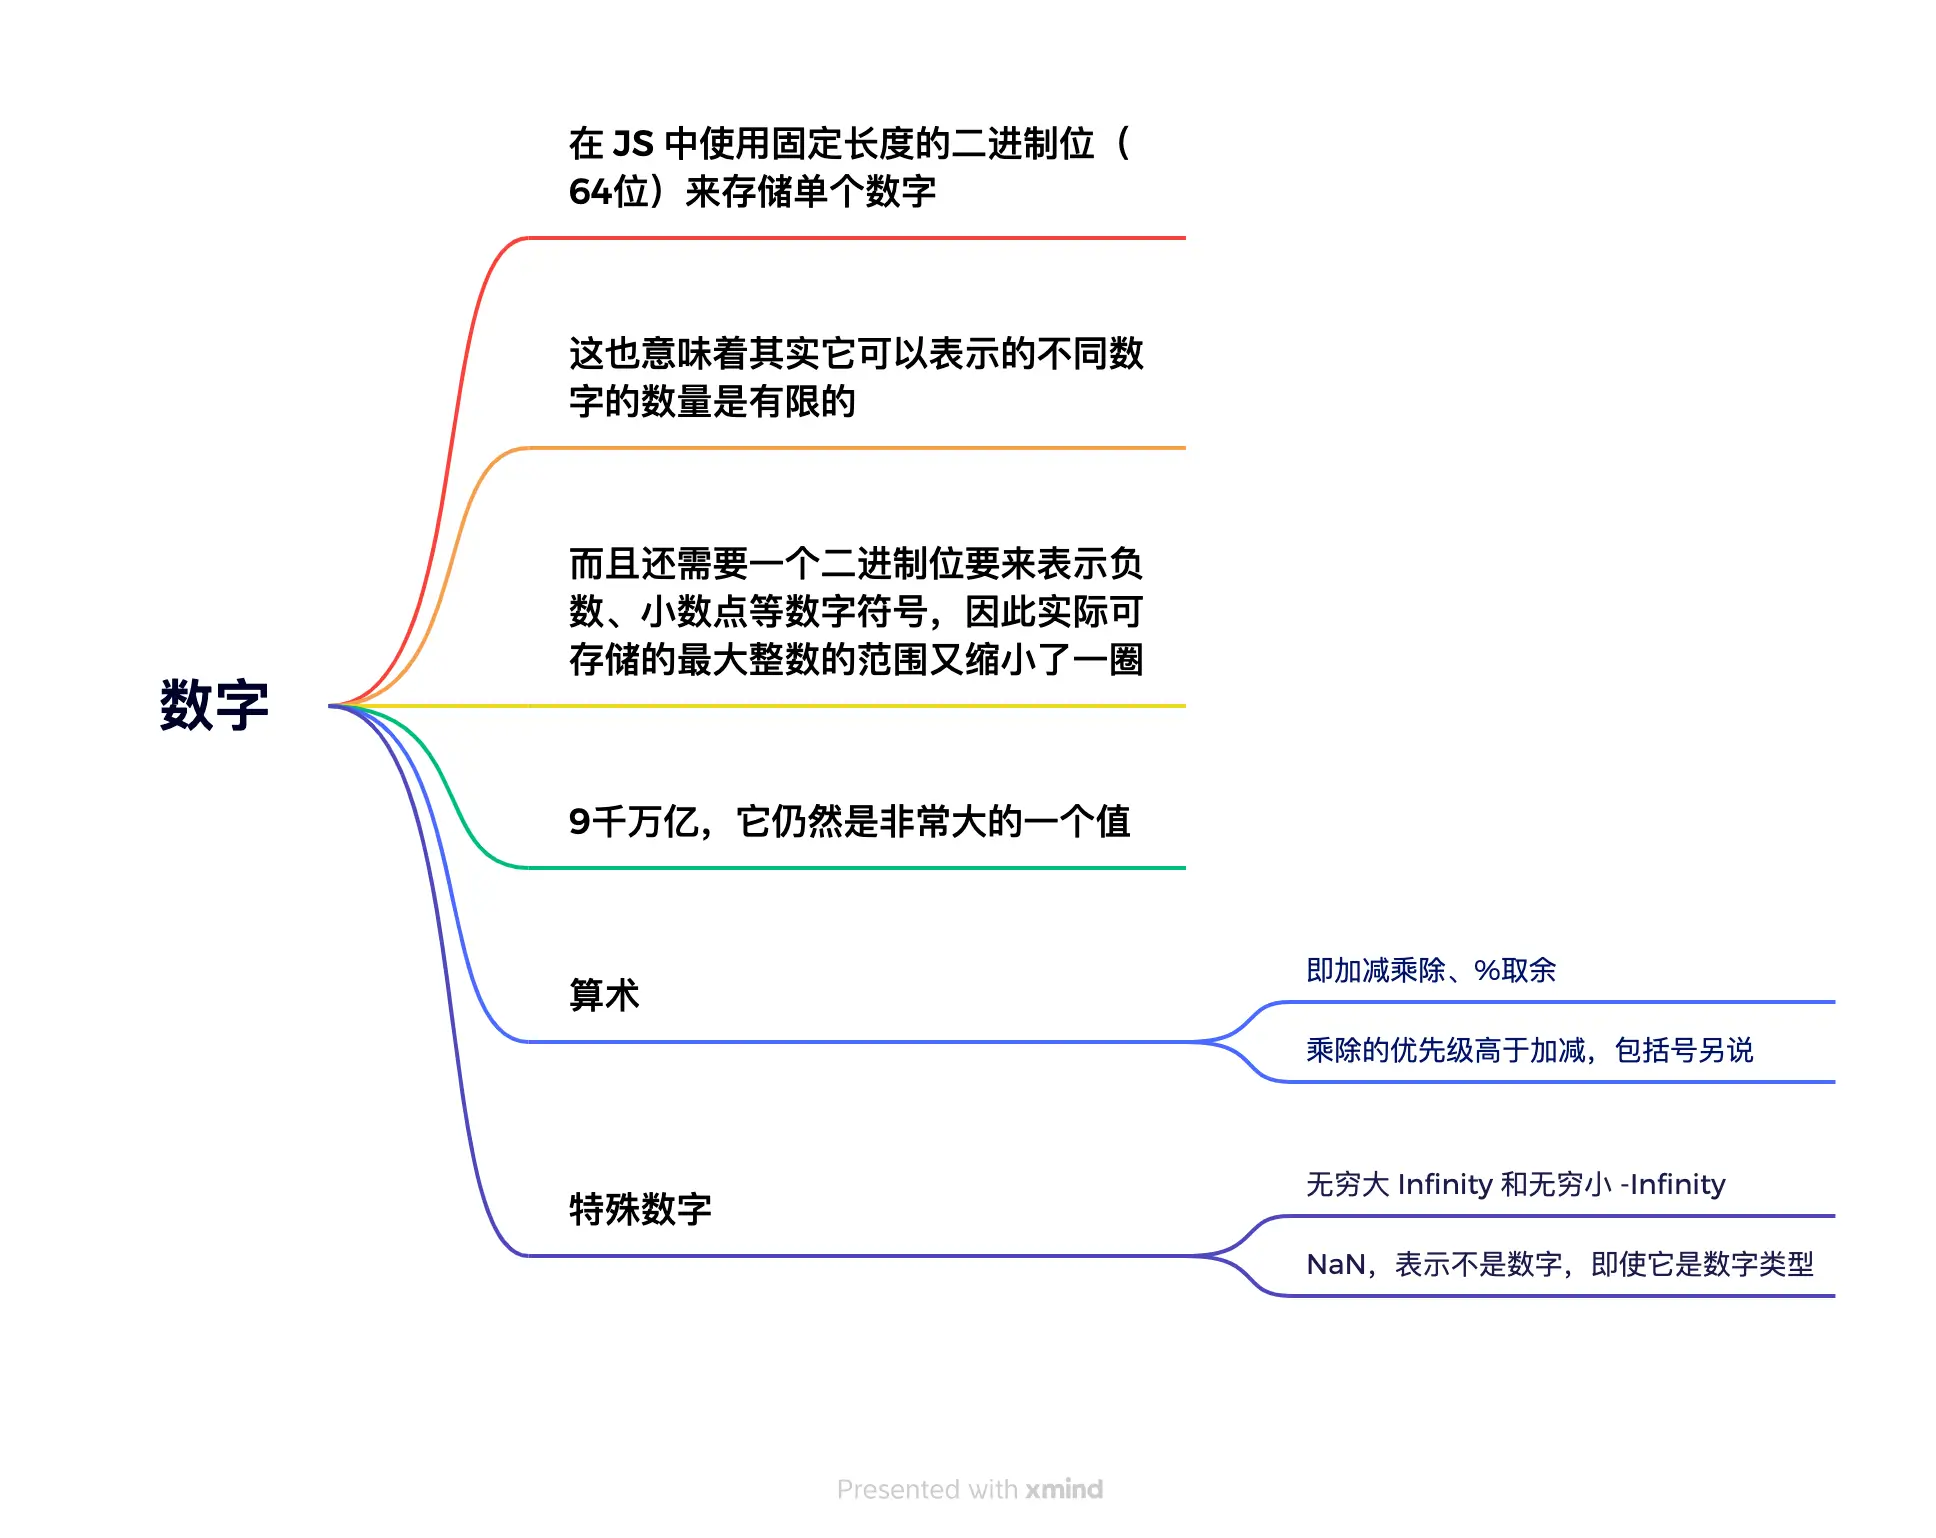 在 JS 中使用固定长度的二进制位（
64位）来存储单个数字
这也意味着其实它可以表示的不同数
字的数量是有限的
而且还需要一个二进制位要来表示负
数、小数点等数字符号，因此实际可
存储的最大整数的范围又缩小了一圈
数字
9千万亿，它仍然是非常大的一个值
算术
即加减乘除、%取余
乘除的优先级高于加减，包括号另说
特殊数字
无穷大 Infinity 和无穷小 -Infinity
NaN，表示不是数字，即使它是数字类型
Presented with xmind